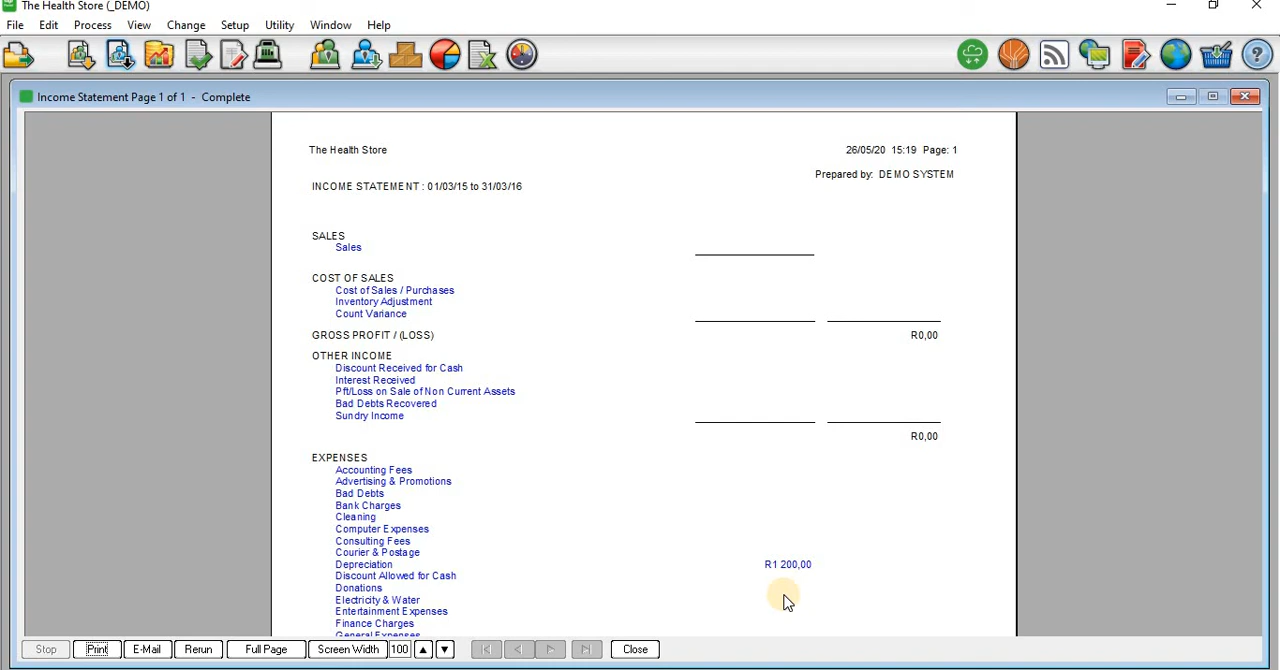 The Health Store (_DEMO)
File Edit Process View Change Setup Utility Window Help
Income Statement Page 1 of 1 - Complete
The Health Store 26/05/20 15:19 Page: 1
Prepared by: DEMO SYSTEM
INCOME STATEMENT : 01/03/15 to 31/03/16
SALES
Sales
COST OF SALES
Cost of Sales / Purchases
Inventory Adjustment
Count Variance
GROSS PROFIT / (LOSS) R0,00
OTHER INCOME
Discount Received for Cash
Interest Received
Pft/Loss on Sale of Non Current Assets
Bad Debts Recovered
Sundry Income
R0,00
EXPENSES
Accounting Fees
Advertising & Promotions
Bad Debts
Bank Charges
Cleaning
Computer Expenses
Consulting Fees
Courier & Postage
Depreciation R1 200,00
Discount Allowed for Cash
Donations
Electricity & Water
Entertainment Expenses
Finance Charges
General Expenses
Stop Print E-Mail Rerun Full Page Screen Width 100 Close